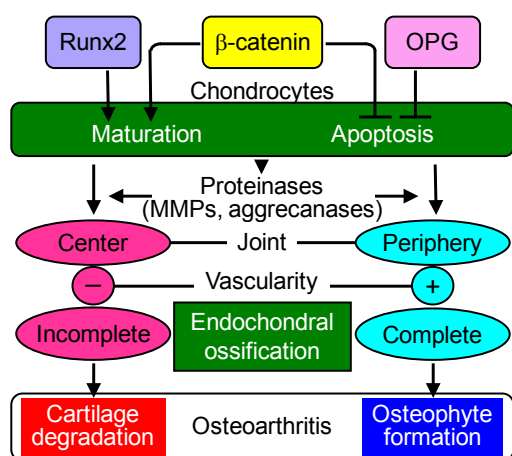 Runx2
β-catenin
OPG
Chondrocytes
Maturation
Apoptosis
Proteinases
(MMPs, aggrecanases)
Center
Joint
Periphery
−
Vascularity
+
Incomplete
Endochondral
ossification
Complete
Cartilage
degradation
Osteoarthritis
Osteophyte
formation